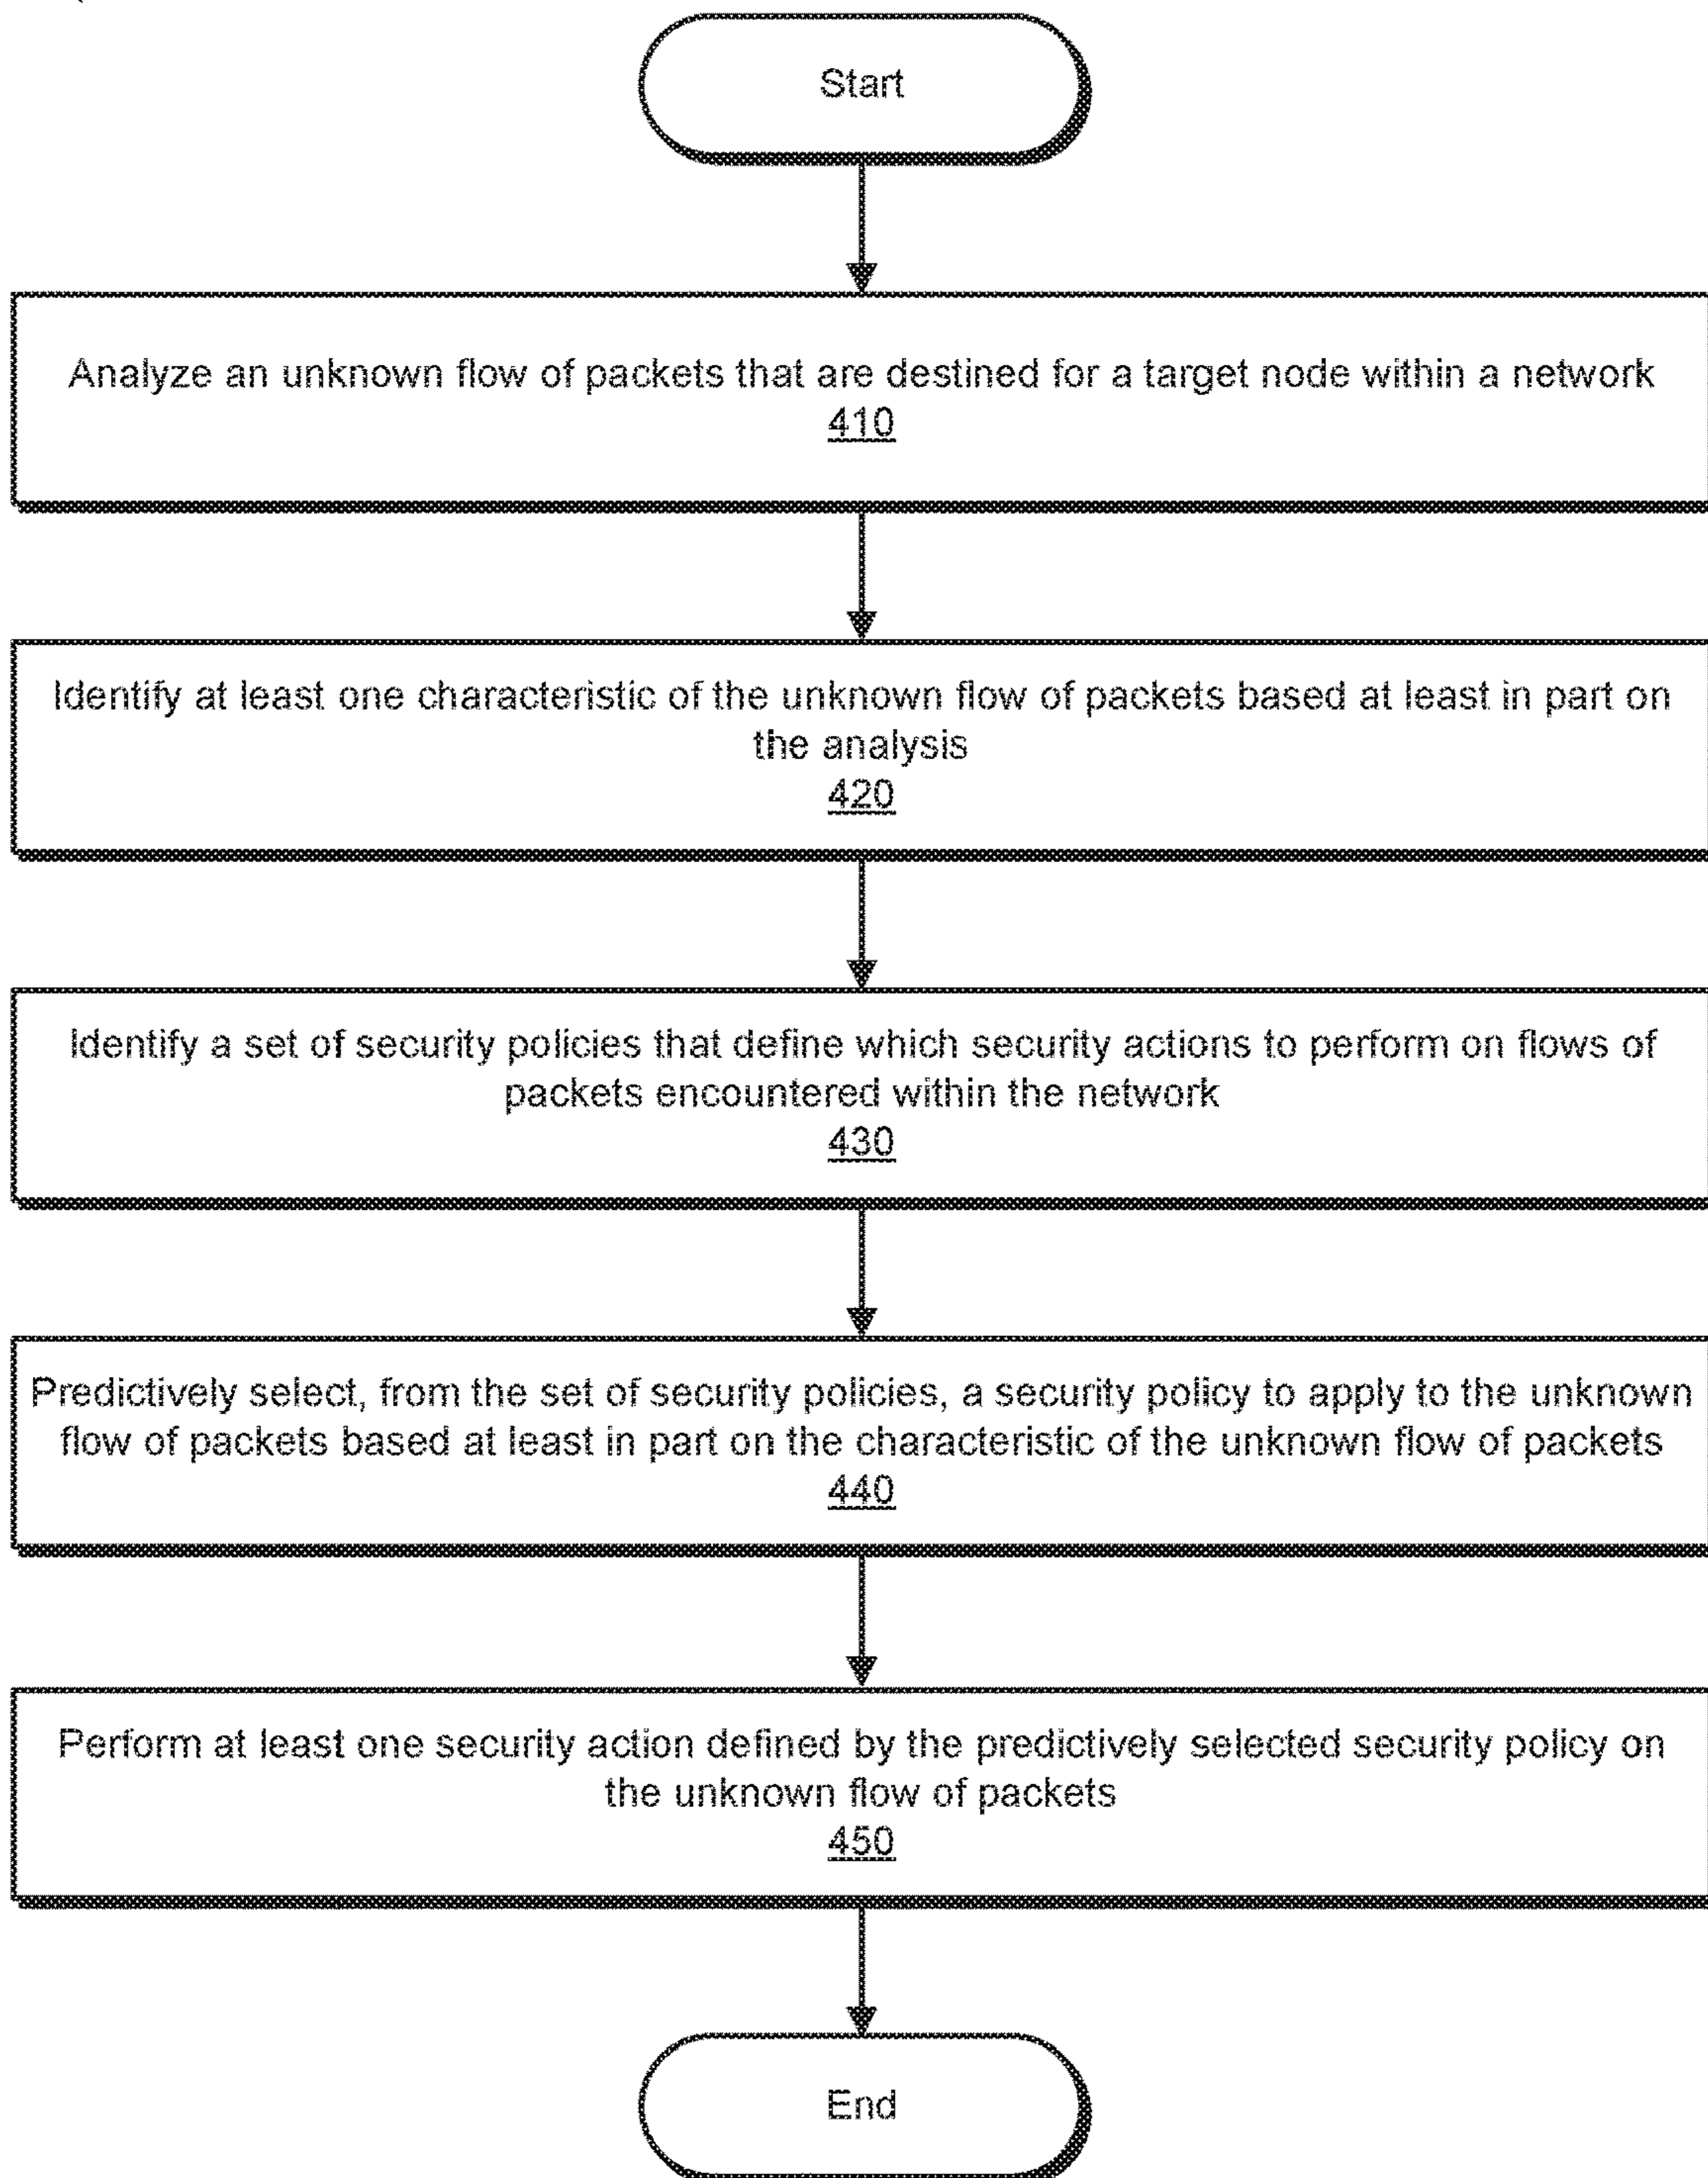 Start
Analyze an unknown flow of packets that are destined for a target node within a network
410
Identify at least one characteristic of the unknown flow of packets based at least in part on
the analysis
420
Identify a set of security policies that define which security actions to perform on flows of
packets encountered within the network
430
Predictively select, from the set of security policies, a security policy to apply to the unknown
flow of packets based at least in part on the characteristic of the unknown flow of packets
440
Perform at least one security action defined by the predictively selected security policy on
the unknown flow of packets
450
End